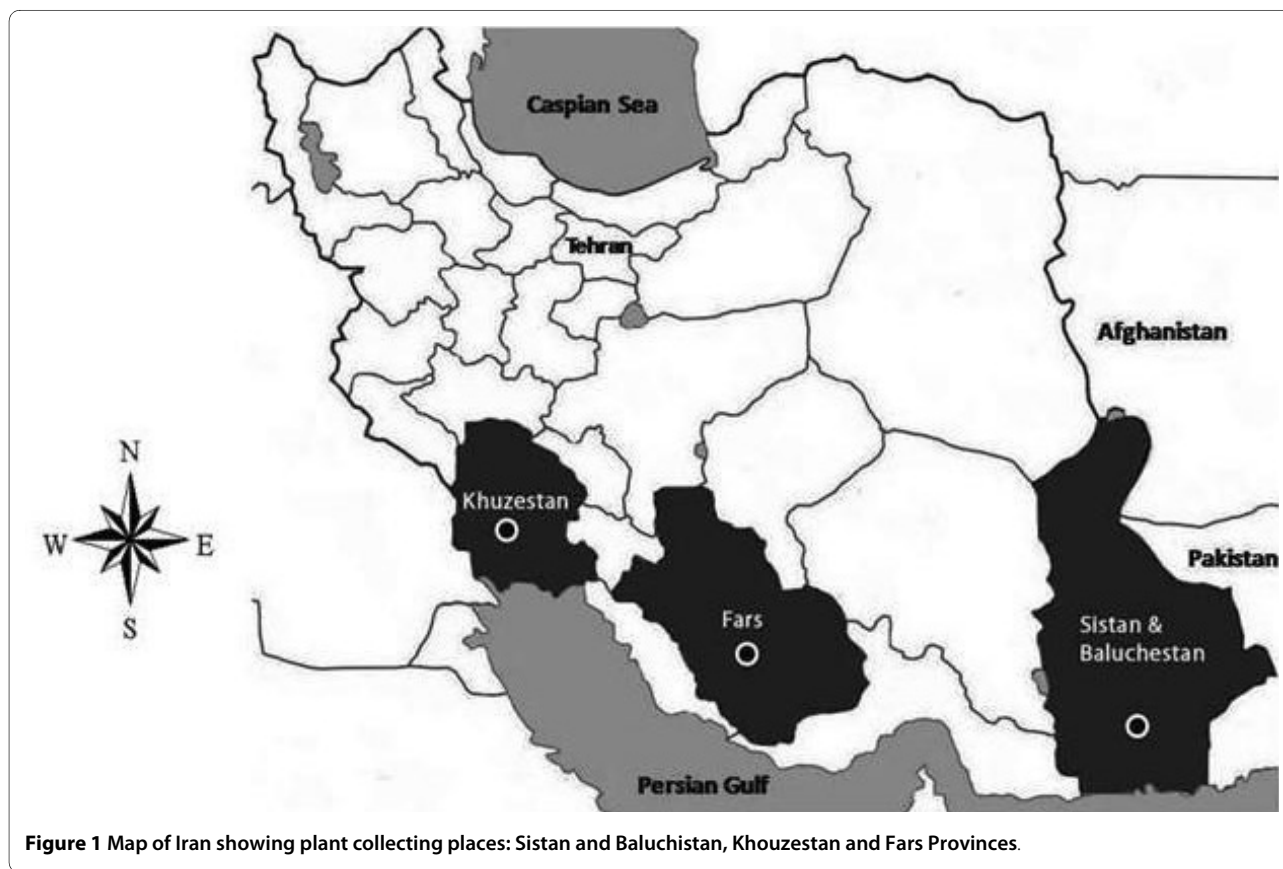 Caspian Sea
Tehran
Afghanistan
N
Khuzestan
W
E
Pakistan
S
Fars
Sistan &
Baluchestan
Persian Gulf
Figure 1 Map of Iran showing plant collecting places: Sistan and Baluchistan, Khouzestan and Fars Provinces.